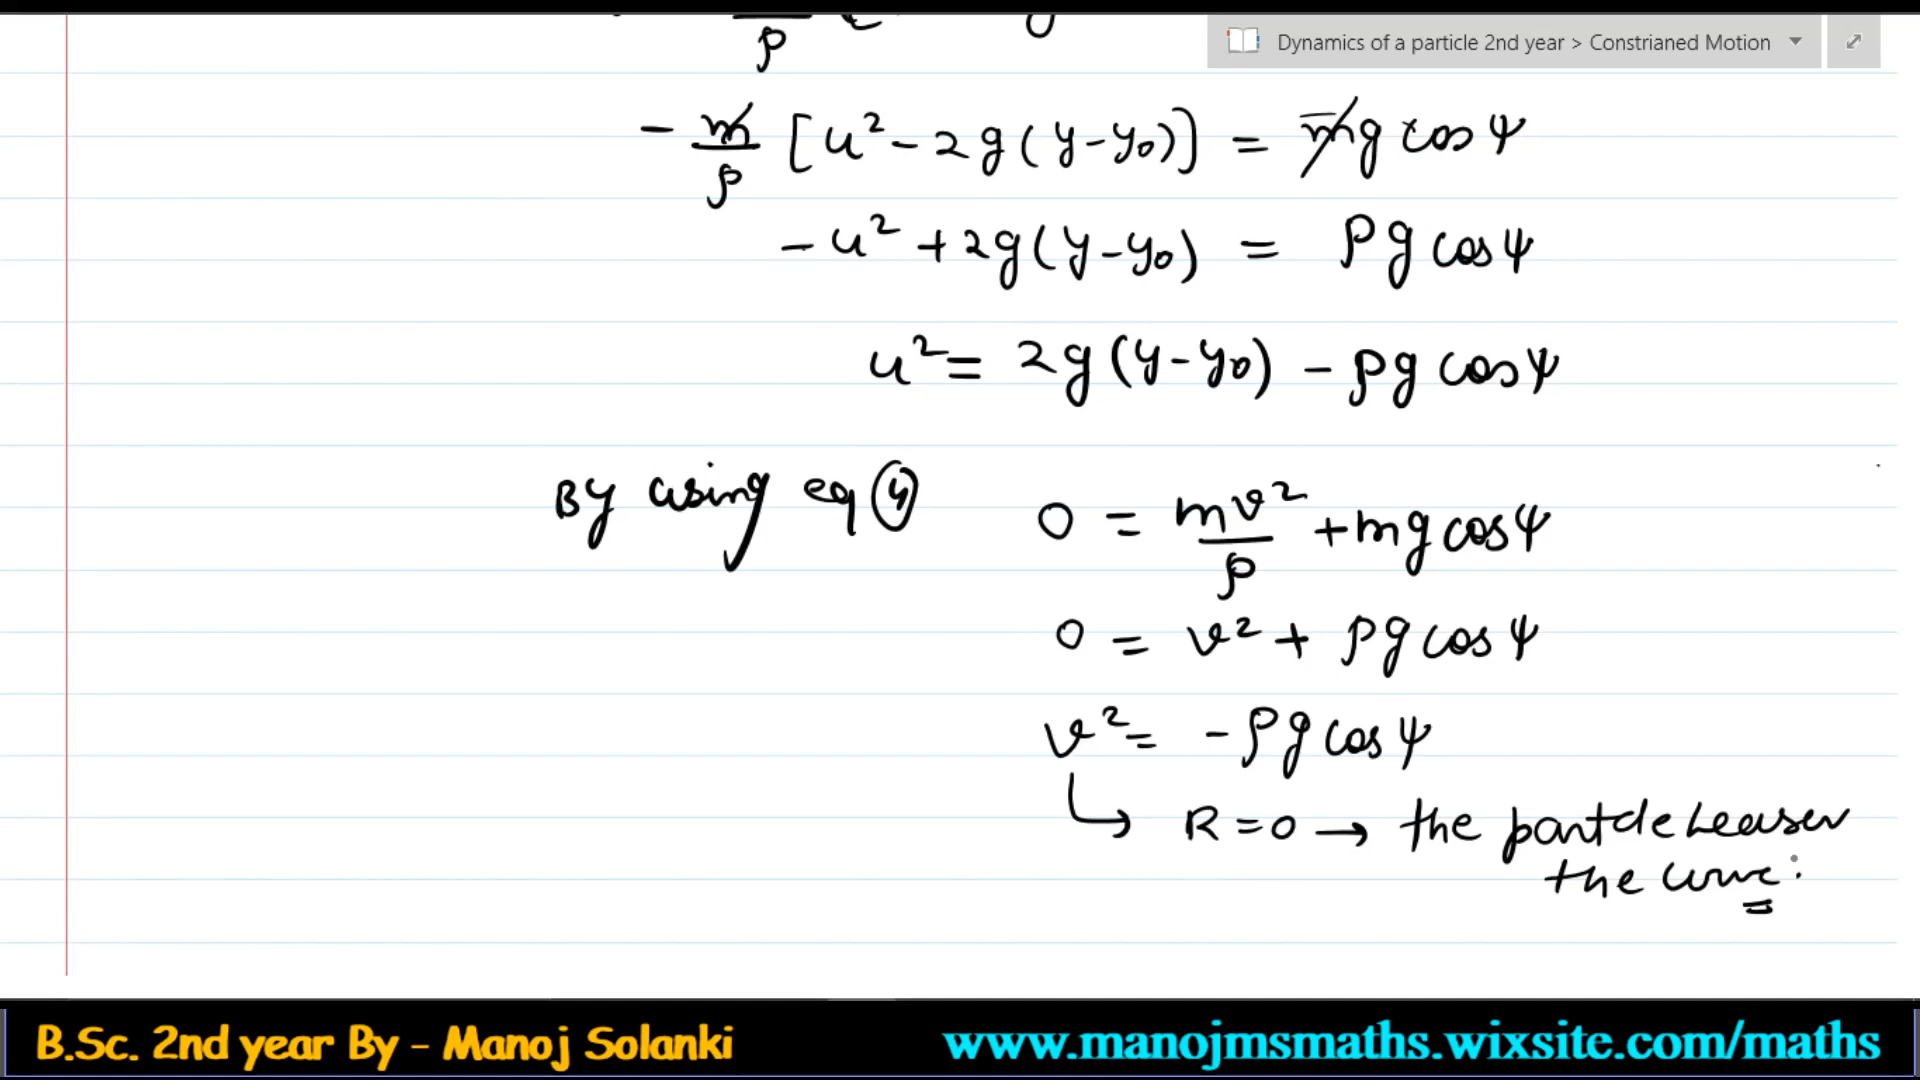 Dynamics of a particle 2nd year > Constrianed Motion
- m/ρ [u² - 2g(y-y₀)] = mg cos ψ
- u² + 2g(y-y₀) = ρg cos ψ
u² = 2g(y-y₀) - ρg cos ψ
By using eq ④ 0 = mv²/ρ + mg cos ψ
0 = v² + ρg cos ψ
v² = - ρg cos ψ
↳ R = 0 → the particle
the curve.
B.Sc. 2nd year By - Manoj Solanki
www.manojmsmaths.wixsite.com/maths